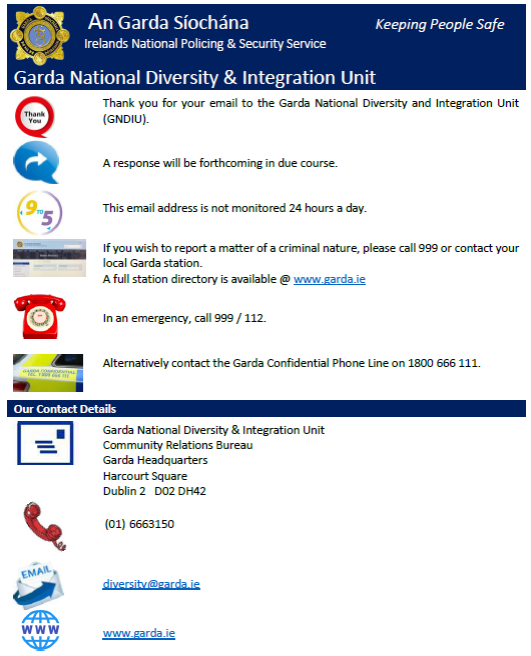 An Garda Síochána
Keeping People Safe
Irelands National Policing & Security Service
Garda National Diversity & Integration Unit
Thank You
Thank you for your email to the Garda National Diversity and Integration Unit
(GNDIU).
A response will be forthcoming in due course.
9 TO 5
This email address is not monitored 24 hours a day.
If you wish to report a matter of a criminal nature, please call 999 or contact your
local Garda station.
A full station directory is available @ www.garda.ie
In an emergency, call 999 / 112.
GARDA CONFIDENTIAL
TEL. 1 800 666 111
Alternatively contact the Garda Confidential Phone Line on 1800 666 111.
Our Contact Details
Garda National Diversity & Integration Unit
Community Relations Bureau
Garda Headquarters
Harcourt Square
Dublin 2   D02 DH42
(01) 6663150
EMAIL
diversity@garda.ie
WWW
www.garda.ie